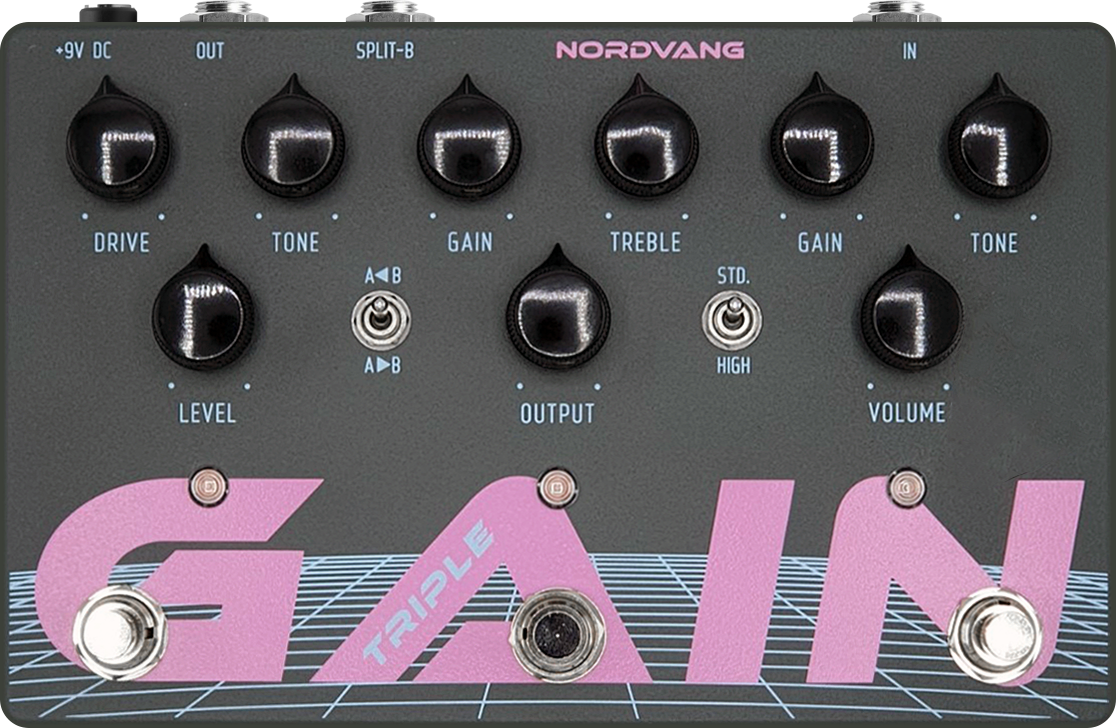 +9V DC OUT SPLIT-B NORDVANG IN
DRIVE TONE GAIN TREBLE GAIN TONE
A◀B STD.
A▶B HIGH
LEVEL OUTPUT VOLUME
GAIN
TRIPLE